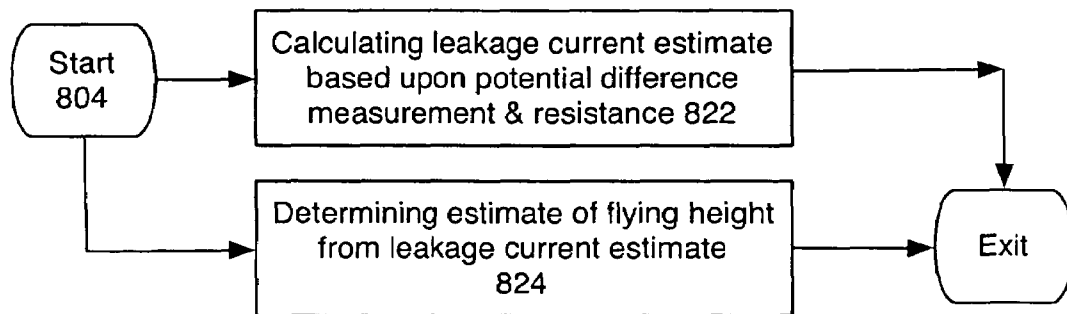 Start
804
Calculating leakage current estimate
based upon potential difference
measurement & resistance 822
Determining estimate of flying height
from leakage current estimate
824
Exit